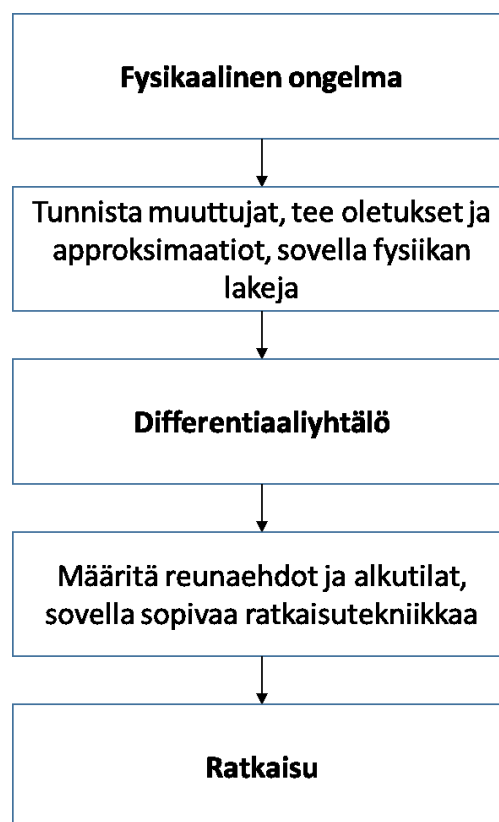 Fysikaalinen ongelma
Tunnista muuttujat, tee oletukset ja
approksimaatiot, sovella fysiikan
lakeja
Differentiaaliyhtälö
Määritä reunaehdot ja alkutilat,
sovella sopivaa ratkaisutekniikkaa
Ratkaisu